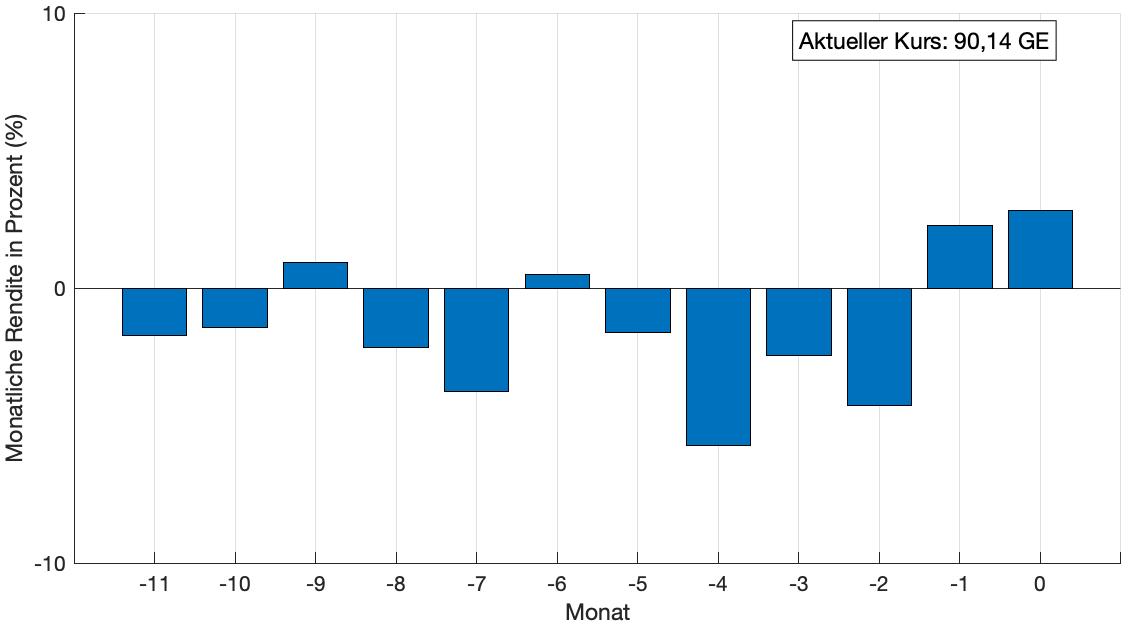 10
Aktueller Kurs: 90,14 GE
Monatliche Rendite in Prozent (%)
0
-10
-11 -10 -9 -8 -7 -6 -5 -4 -3 -2 -1 0
Monat